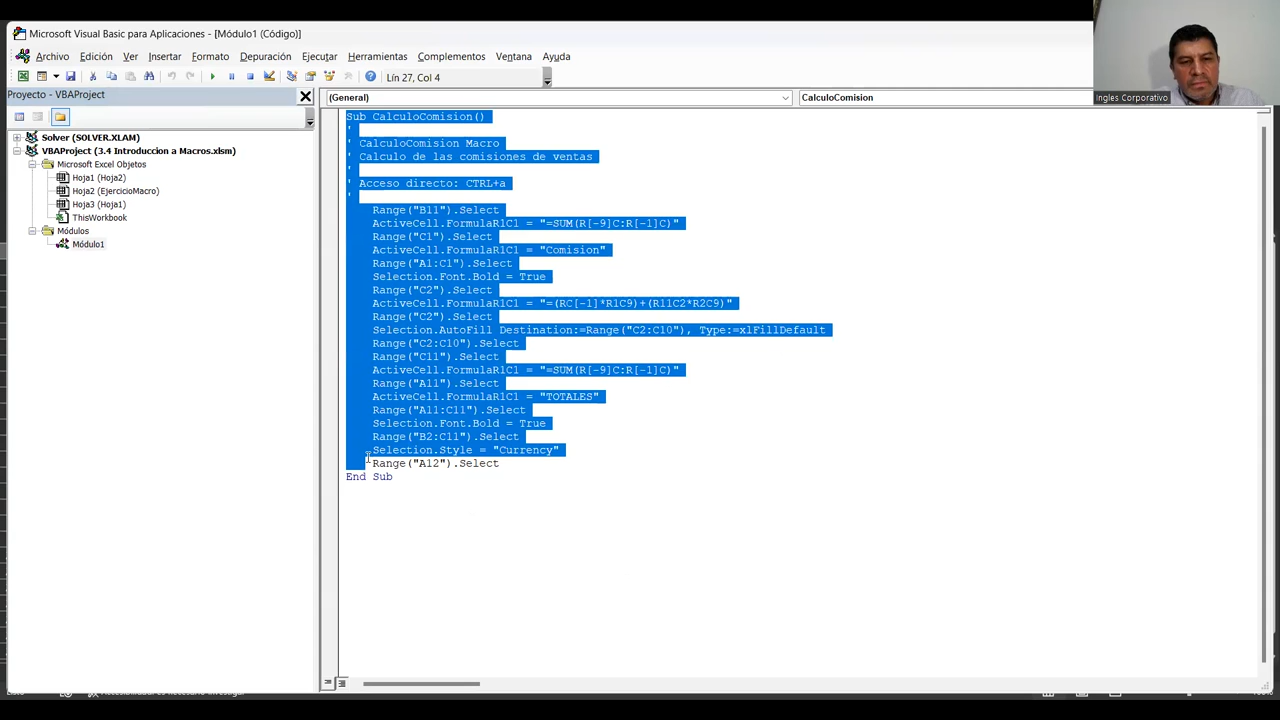 Microsoft Visual Basic para Aplicaciones - [Módulo1 (Código)]
Archivo Edición Ver Insertar Formato Depuración Ejecutar Herramientas Complementos Ventana Ayuda
Lín 27, Col 4
Ingles Corporativo
Proyecto - VBAProject
(General)
CalculoComision
Solver (SOLVER.XLAM)
VBAProject (3.4 Introduccion a Macros.xlsm)
Microsoft Excel Objetos
Hoja1 (Hoja2)
Hoja2 (EjercicioMacro)
Hoja3 (Hoja1)
ThisWorkbook
Módulos
Módulo1
Sub CalculoComision()
'
' CalculoComision Macro
' Calculo de las comisiones de ventas
'
' Acceso directo: CTRL+a
'
Range("B11").Select
ActiveCell.FormulaR1C1 = "=SUM(R[-9]C:R[-1]C)"
Range("C1").Select
ActiveCell.FormulaR1C1 = "Comision"
Range("A1:C1").Select
Selection.Font.Bold = True
Range("C2").Select
ActiveCell.FormulaR1C1 = "=(RC[-1]*R1C9)+(R11C2*R2C9)"
Range("C2").Select
Selection.AutoFill Destination:=Range("C2:C10"), Type:=xlFillDefault
Range("C2:C10").Select
Range("C11").Select
ActiveCell.FormulaR1C1 = "=SUM(R[-9]C:R[-1]C)"
Range("A11").Select
ActiveCell.FormulaR1C1 = "TOTALES"
Range("A11:C11").Select
Selection.Font.Bold = True
Range("B2:C11").Select
Selection.Style = "Currency"
Range("A12").Select
End Sub